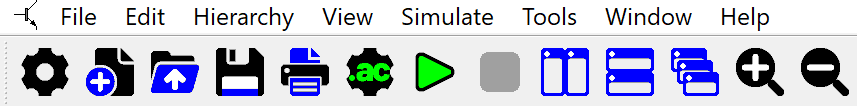 File Edit Hierarchy View Simulate Tools Window Help
.ac